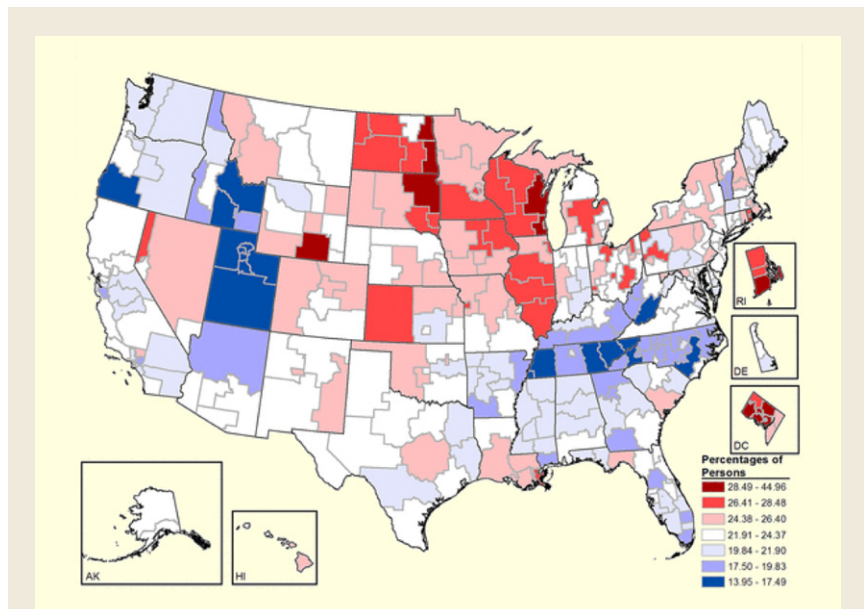 RI
DE
DC
AK
HI
Percentages of
Persons
28.49 - 44.96
26.41 - 28.48
24.38 - 26.40
21.91 - 24.37
19.84 - 21.90
17.50 - 19.83
13.95 - 17.49